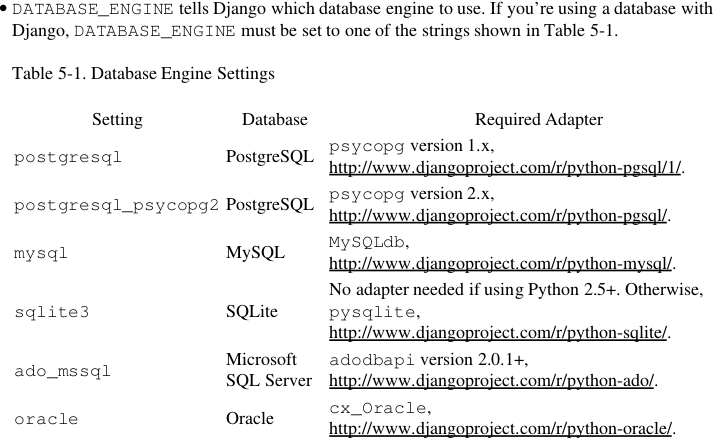 • DATABASE_ENGINE tells Django which database engine to use. If you’re using a database with
Django, DATABASE_ENGINE must be set to one of the strings shown in Table 5-1.
Table 5-1. Database Engine Settings
Setting Database Required Adapter
postgresql PostgreSQL psycopg version 1.x,
http://www.djangoproject.com/r/python-pgsql/1/.
postgresql_psycopg2 PostgreSQL psycopg version 2.x,
http://www.djangoproject.com/r/python-pgsql/.
mysql MySQL MySQLdb,
http://www.djangoproject.com/r/python-mysql/.
sqlite3 SQLite No adapter needed if using Python 2.5+. Otherwise,
pysqlite,
http://www.djangoproject.com/r/python-sqlite/.
ado_mssql Microsoft SQL Server adodbapi version 2.0.1+,
http://www.djangoproject.com/r/python-ado/.
oracle Oracle cx_Oracle,
http://www.djangoproject.com/r/python-oracle/.